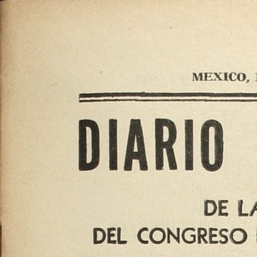 MEXICO,
DIARIO
DE LA
DEL CONGRESO